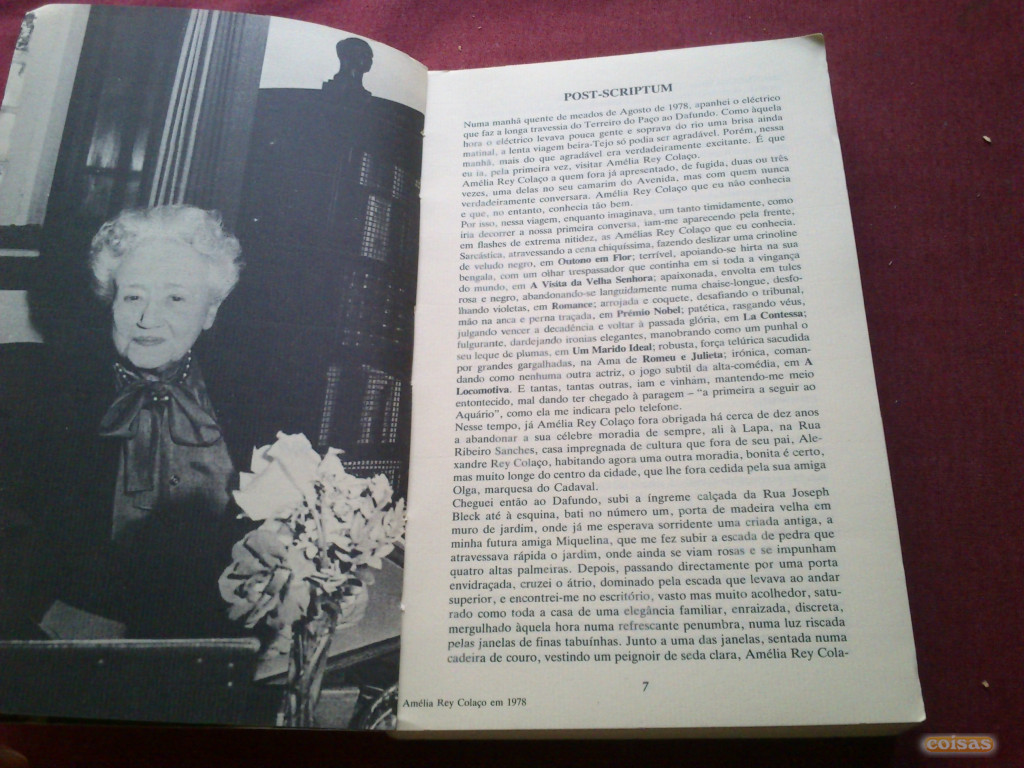 POST-SCRIPTUM
Numa manhã quente de meados de Agosto de 1978, apanhei o eléctrico
que faz a longa travessia do Terreiro do Paço ao Dafundo. Como àquela
hora o eléctrico levava pouca gente e soprava do rio uma brisa ainda
matinal, a lenta viagem beira-Tejo só podia ser agradável. Porém, nessa
manhã, mais do que agradável era verdadeiramente excitante. É que
eu ia, pela primeira vez, visitar Amélia Rey Colaço.
Amélia Rey Colaço a quem fora já apresentado, de fugida, duas ou três
vezes, uma delas no seu camarim do Avenida, mas com quem nunca
verdadeiramente conversara. Amélia Rey Colaço que eu não conhecia
e que, no entanto, conhecia tão bem.
Por isso, nessa viagem, enquanto imaginava, um tanto timidamente, como
iria decorrer a nossa primeira conversa, iam-me aparecendo pela frente,
em flashes de extrema nitidez, as Amélias Rey Colaço que eu conhecia.
Sarcástica, atravessando a cena chiquíssima, fazendo deslizar uma crinoline
de veludo negro, em Outono em Flor; terrível, apoiando-se hirta na sua
bengala, com um olhar trespassador que continha em si toda a vingança
do mundo, em A Visita da Velha Senhora; apaixonada, envolta em tules
rosa e negro, abandonando-se languidamente numa chaise-longue, desfo-
lhando violetas, em Romance; arrojada e coquete, desafiando o tribunal,
mão na anca e perna traçada, em Prémio Nobel; patética, rasgando véus,
julgando vencer a decadência e voltar à passada glória, em La Contessa;
fulgurante, dardejando ironias elegantes, manobrando como um punhal o
seu leque de plumas, em Um Marido Ideal; robusta, força telúrica sacudida
por grandes gargalhadas, na Ama de Romeu e Julieta; irónica, coman-
dando como nenhuma outra actriz, o jogo subtil da alta-comédia, em A
Locomotiva. E tantas, tantas outras, iam e vinham, mantendo-me meio
entontecido, mal dando ter chegado à paragem – “a primeira a seguir ao
Aquário”, como ela me indicara pelo telefone.
Nesse tempo, já Amélia Rey Colaço fora obrigada há cerca de dez anos
a abandonar a sua célebre moradia de sempre, ali à Lapa, na Rua
Ribeiro Sanches, casa impregnada de cultura que fora de seu pai, Ale-
xandre Rey Colaço, habitando agora uma outra moradia, bonita é certo,
mas muito longe do centro da cidade, que lhe fora cedida pela sua amiga
Olga, marquesa do Cadaval.
Cheguei então ao Dafundo, subi a íngreme calçada da Rua Joseph
Bleck até à esquina, bati no número um, porta de madeira velha em
muro de jardim, onde já me esperava sorridente uma criada antiga, a
minha futura amiga Miquelina, que me fez subir a escada de pedra que
atravessava rápida o jardim, onde ainda se viam rosas e se impunham
quatro altas palmeiras. Depois, passando directamente por uma porta
envidraçada, cruzei o átrio, dominado pela escada que levava ao andar
superior, e encontrei-me no escritório, vasto mas muito acolhedor, satu-
rado como toda a casa de uma elegância familiar, enraizada, discreta,
mergulhado àquela hora numa refrescante penumbra, numa luz riscada
pelas janelas de finas tabuínhas. Junto a uma das janelas, sentada numa
cadeira de couro, vestindo um peignoir de seda clara, Amélia Rey Cola-
7
Amélia Rey Colaço em 1978
coisas